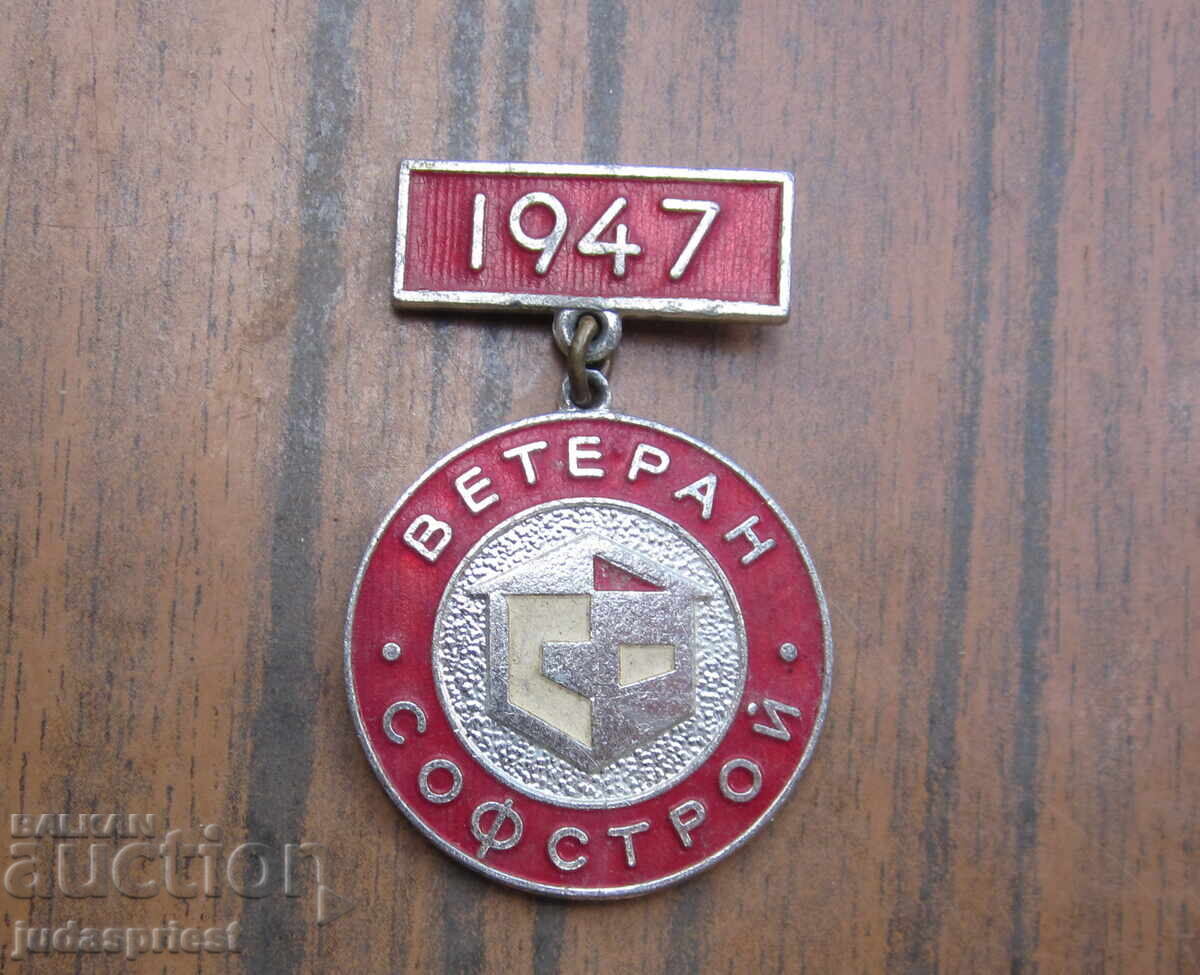 1947
ВЕТЕРАН
• СОФСТРОЙ •
BALKAN
auction
judaspriest